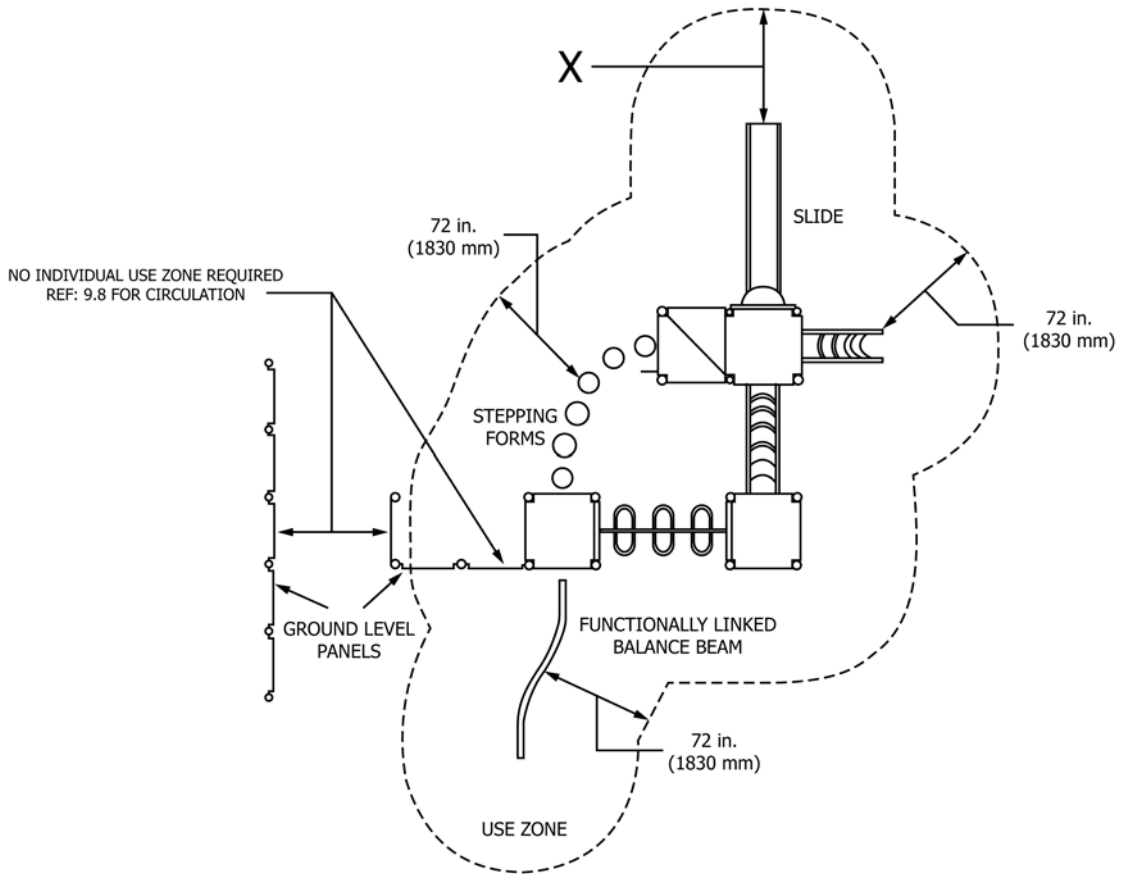 X
SLIDE
72 in.
(1830 mm)
NO INDIVIDUAL USE ZONE REQUIRED
REF: 9.8 FOR CIRCULATION
72 in.
(1830 mm)
STEPPING
FORMS
GROUND LEVEL
PANELS
FUNCTIONALLY LINKED
BALANCE BEAM
72 in.
(1830 mm)
USE ZONE